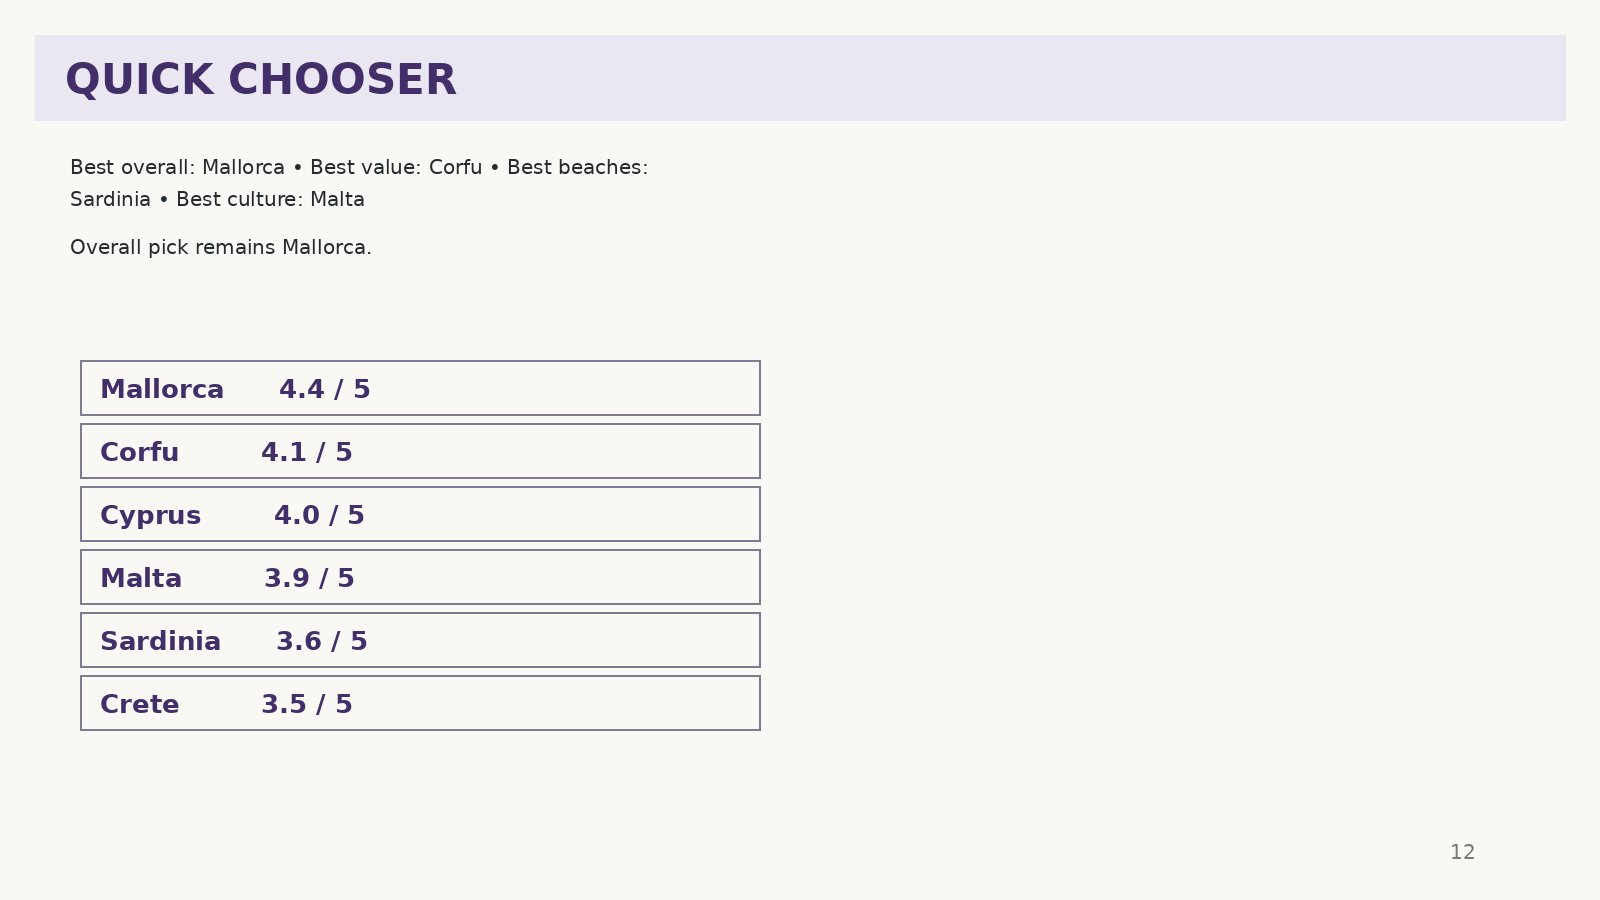 QUICK CHOOSER
Best overall: Mallorca • Best value: Corfu • Best beaches:
Sardinia • Best culture: Malta
Overall pick remains Mallorca.
Mallorca 4.4 / 5
Corfu 4.1 / 5
Cyprus 4.0 / 5
Malta 3.9 / 5
Sardinia 3.6 / 5
Crete 3.5 / 5
12